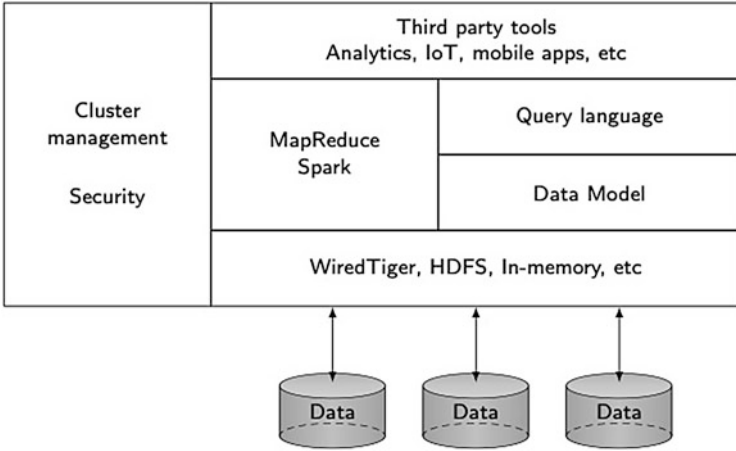 Third party tools
Analytics, IoT, mobile apps, etc
Cluster
management
Security
MapReduce
Spark
Query language
Data Model
WiredTiger, HDFS, In-memory, etc
Data
Data
Data